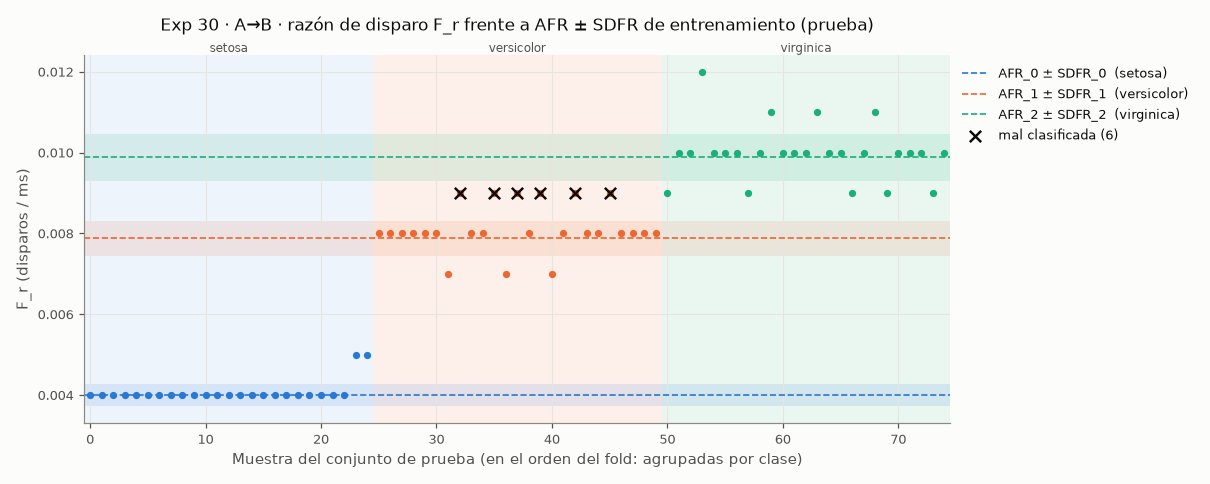 Exp 30 · A→B · razón de disparo F_r frente a AFR ± SDFR de entrenamiento (prueba)
setosa
versicolor
virginica
AFR_0 ± SDFR_0 (setosa)
AFR_1 ± SDFR_1 (versicolor)
AFR_2 ± SDFR_2 (virginica)
mal clasificada (6)
F_r (disparos / ms)
0.012
0.010
0.008
0.006
0.004
0 10 20 30 40 50 60 70
Muestra del conjunto de prueba (en el orden del fold: agrupadas por clase)